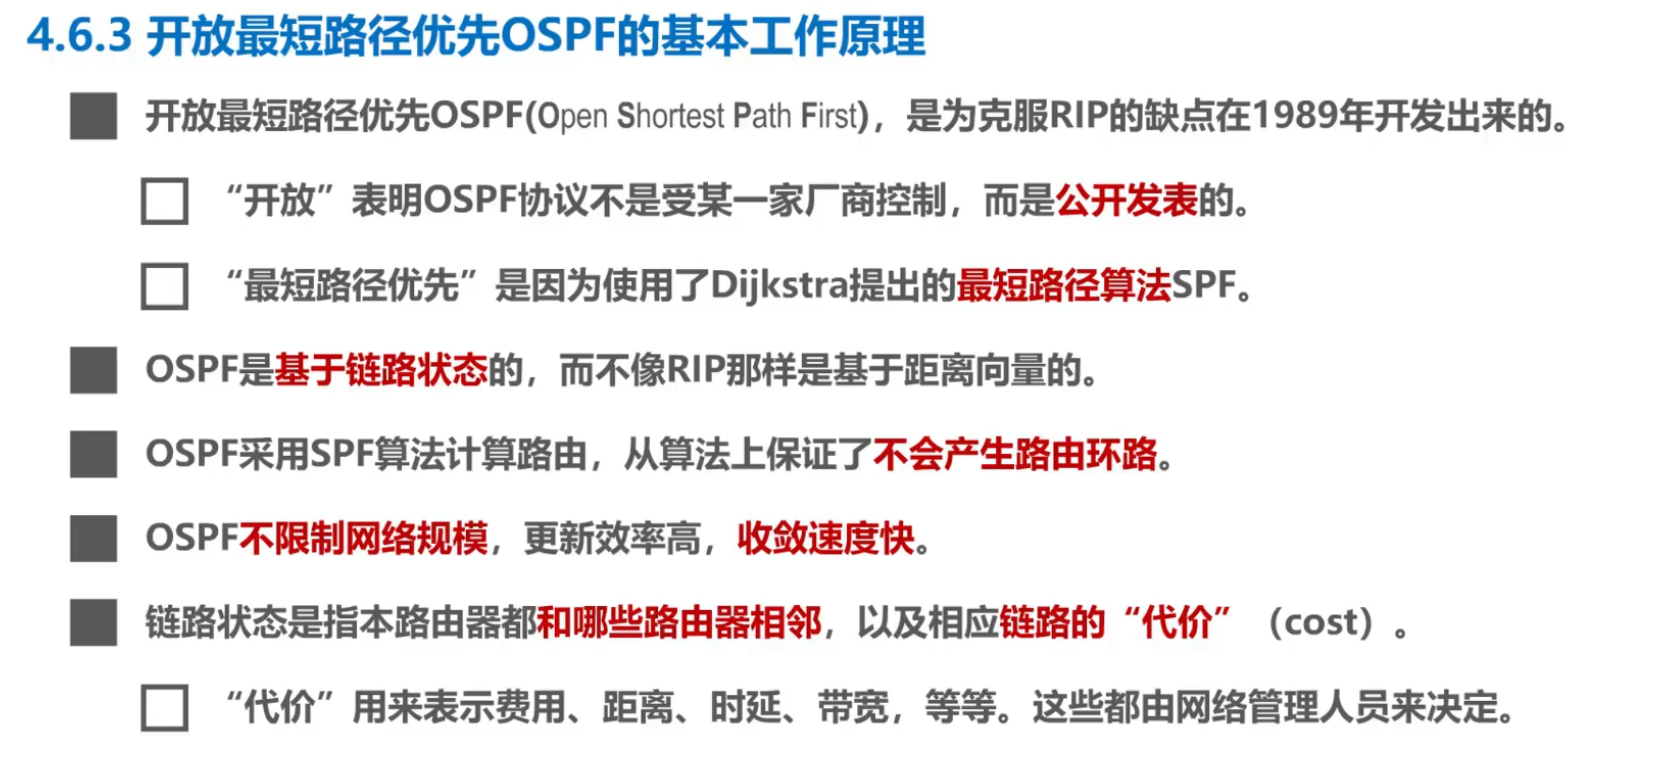 4.6.3 开放最短路径优先OSPF的基本工作原理
开放最短路径优先OSPF(Open Shortest Path First)，是为克服RIP的缺点在1989年开发出来的。
“开放”表明OSPF协议不是受某一家厂商控制，而是公开发表的。
“最短路径优先”是因为使用了Dijkstra提出的最短路径算法SPF。
OSPF是基于链路状态的，而不像RIP那样是基于距离向量的。
OSPF采用SPF算法计算路由，从算法上保证了不会产生路由环路。
OSPF不限制网络规模，更新效率高，收敛速度快。
链路状态是指本路由器都和哪些路由器相邻，以及相应链路的“代价”（cost）。
“代价”用来表示费用、距离、时延、带宽，等等。这些都由网络管理人员来决定。